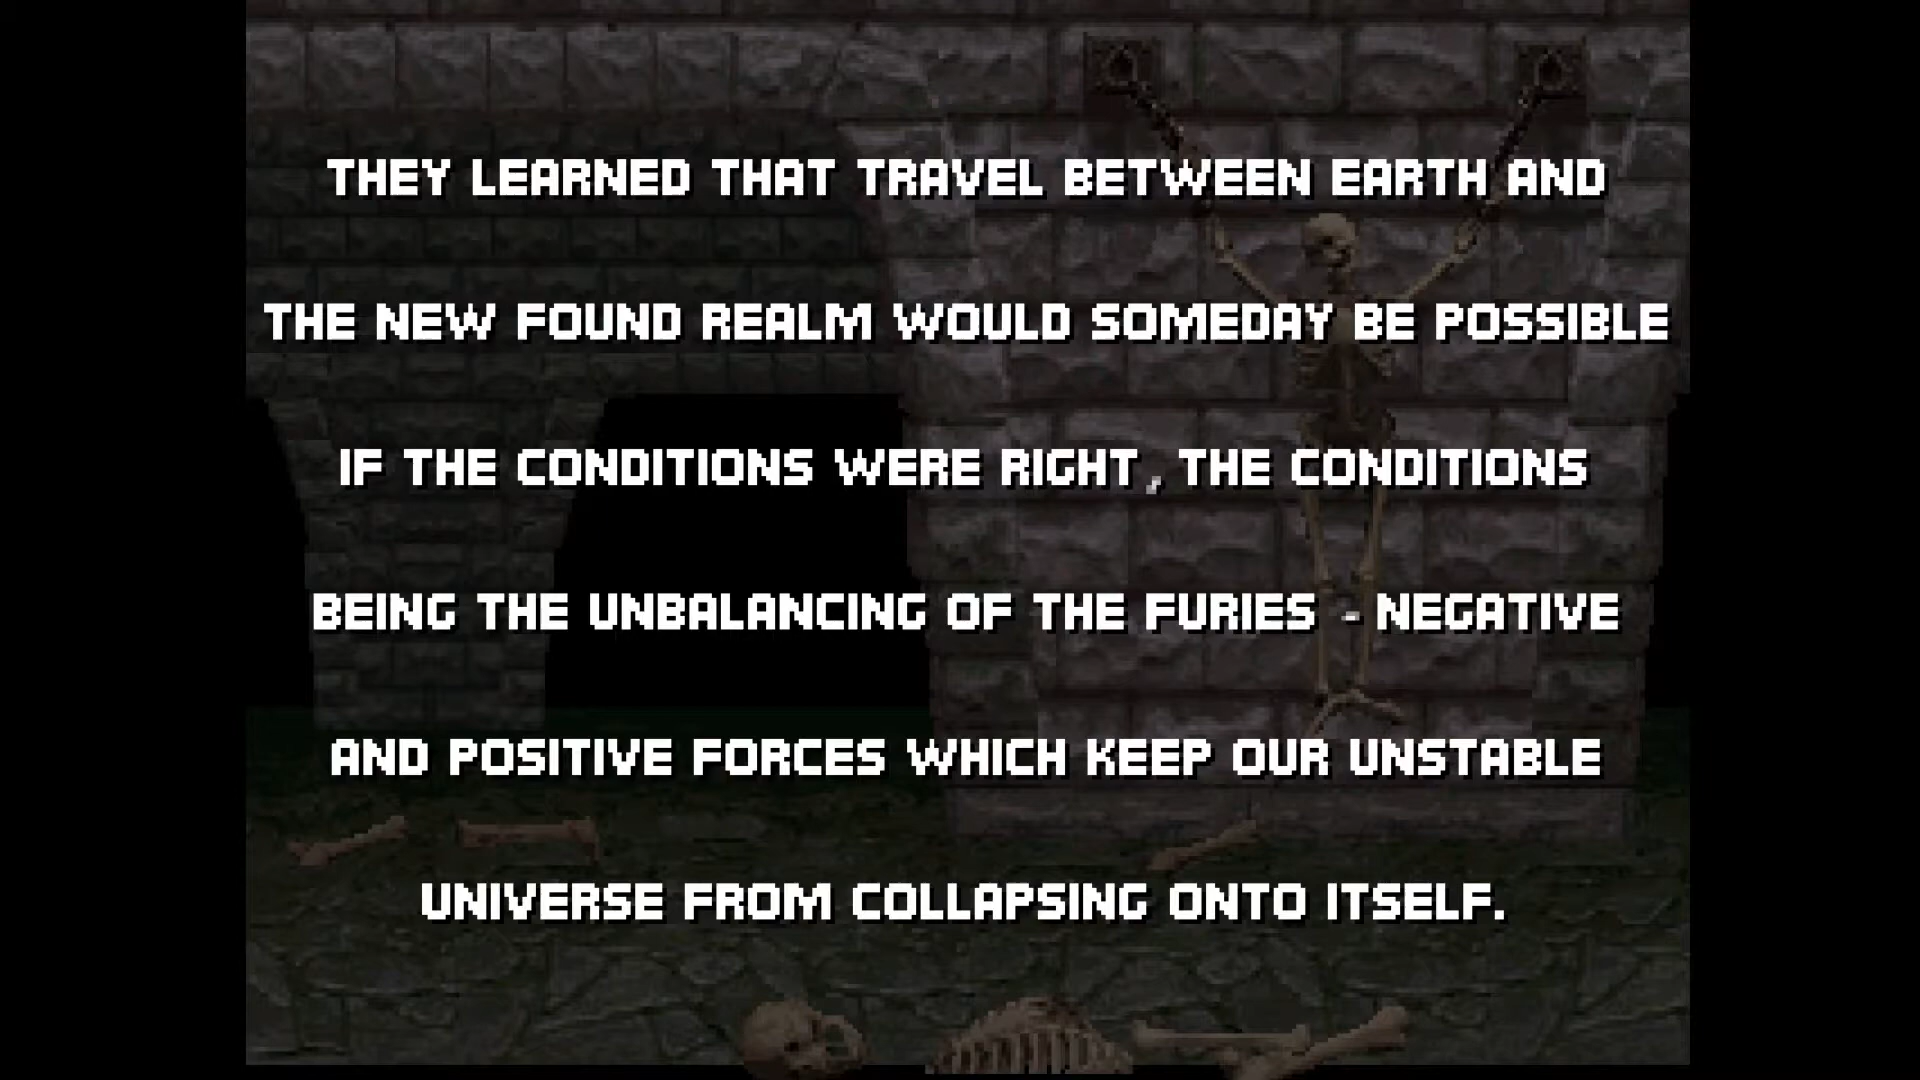 THEY LEARNED THAT TRAVEL BETWEEN EARTH AND
THE NEW FOUND REALM WOULD SOMEDAY BE POSSIBLE
IF THE CONDITIONS WERE RIGHT, THE CONDITIONS
BEING THE UNBALANCING OF THE FURIES - NEGATIVE
AND POSITIVE FORCES WHICH KEEP OUR UNSTABLE
UNIVERSE FROM COLLAPSING ONTO ITSELF.